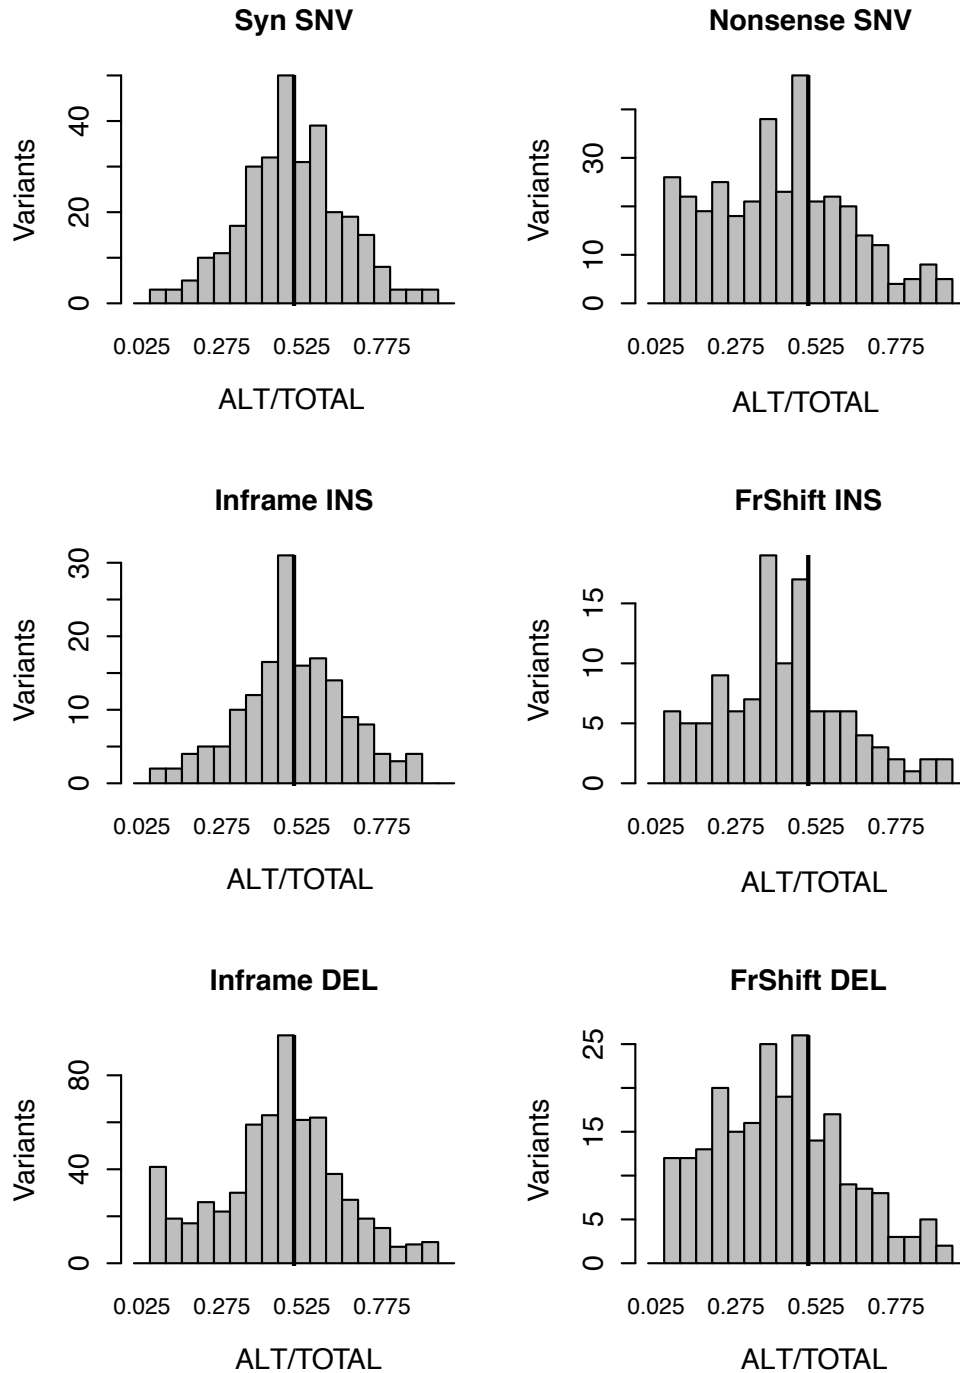 Syn SNV
Variants
0 20 40
0.025 0.275 0.525 0.775
ALT/TOTAL
Nonsense SNV
Variants
0 10 30
0.025 0.275 0.525 0.775
ALT/TOTAL
Inframe INS
Variants
0 10 20 30
0.025 0.275 0.525 0.775
ALT/TOTAL
FrShift INS
Variants
0 5 10 15
0.025 0.275 0.525 0.775
ALT/TOTAL
Inframe DEL
Variants
0 40 80
0.025 0.275 0.525 0.775
ALT/TOTAL
FrShift DEL
Variants
0 5 15 25
0.025 0.275 0.525 0.775
ALT/TOTAL